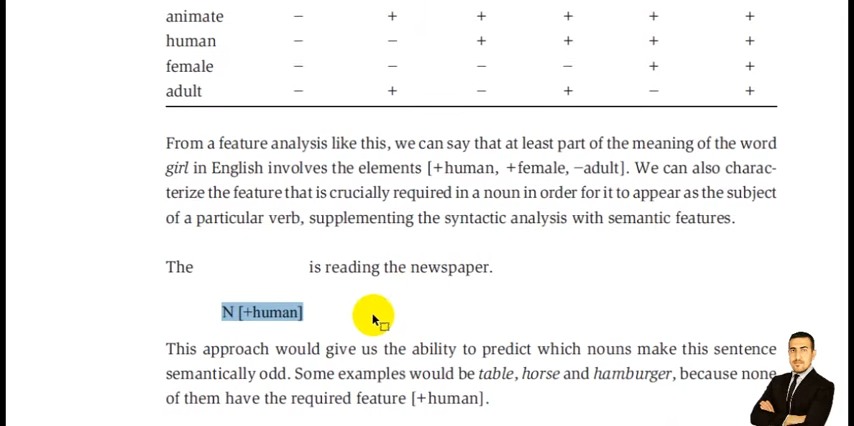 animate − + + + + +
human − − + + + +
female − − − − + +
adult − + − + − +
From a feature analysis like this, we can say that at least part of the meaning of the word
girl in English involves the elements [+human, +female, −adult]. We can also charac-
terize the feature that is crucially required in a noun in order for it to appear as the subject
of a particular verb, supplementing the syntactic analysis with semantic features.
The is reading the newspaper.
N [+human]
This approach would give us the ability to predict which nouns make this sentence
semantically odd. Some examples would be table, horse and hamburger, because none
of them have the required feature [+human].